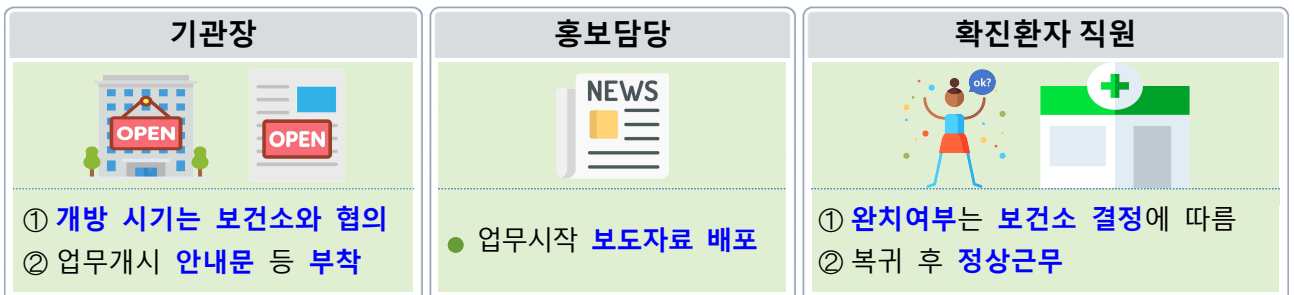 기관장
OPEN
OPEN
① 개방 시기는 보건소와 협의
② 업무개시 안내문 등 부착
홍보담당
NEWS
● 업무시작 보도자료 배포
확진환자 직원
ok?
① 완치여부는 보건소 결정에 따름
② 복귀 후 정상근무